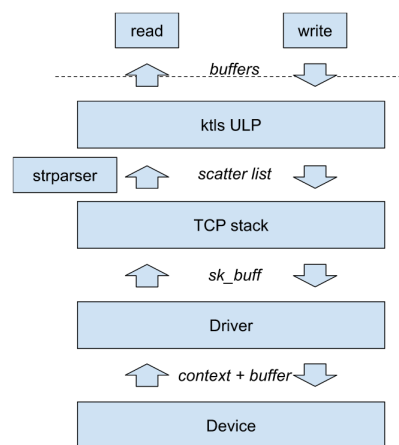 read
write
buffers
ktls ULP
strparser
scatter list
TCP stack
sk_buff
Driver
context + buffer
Device